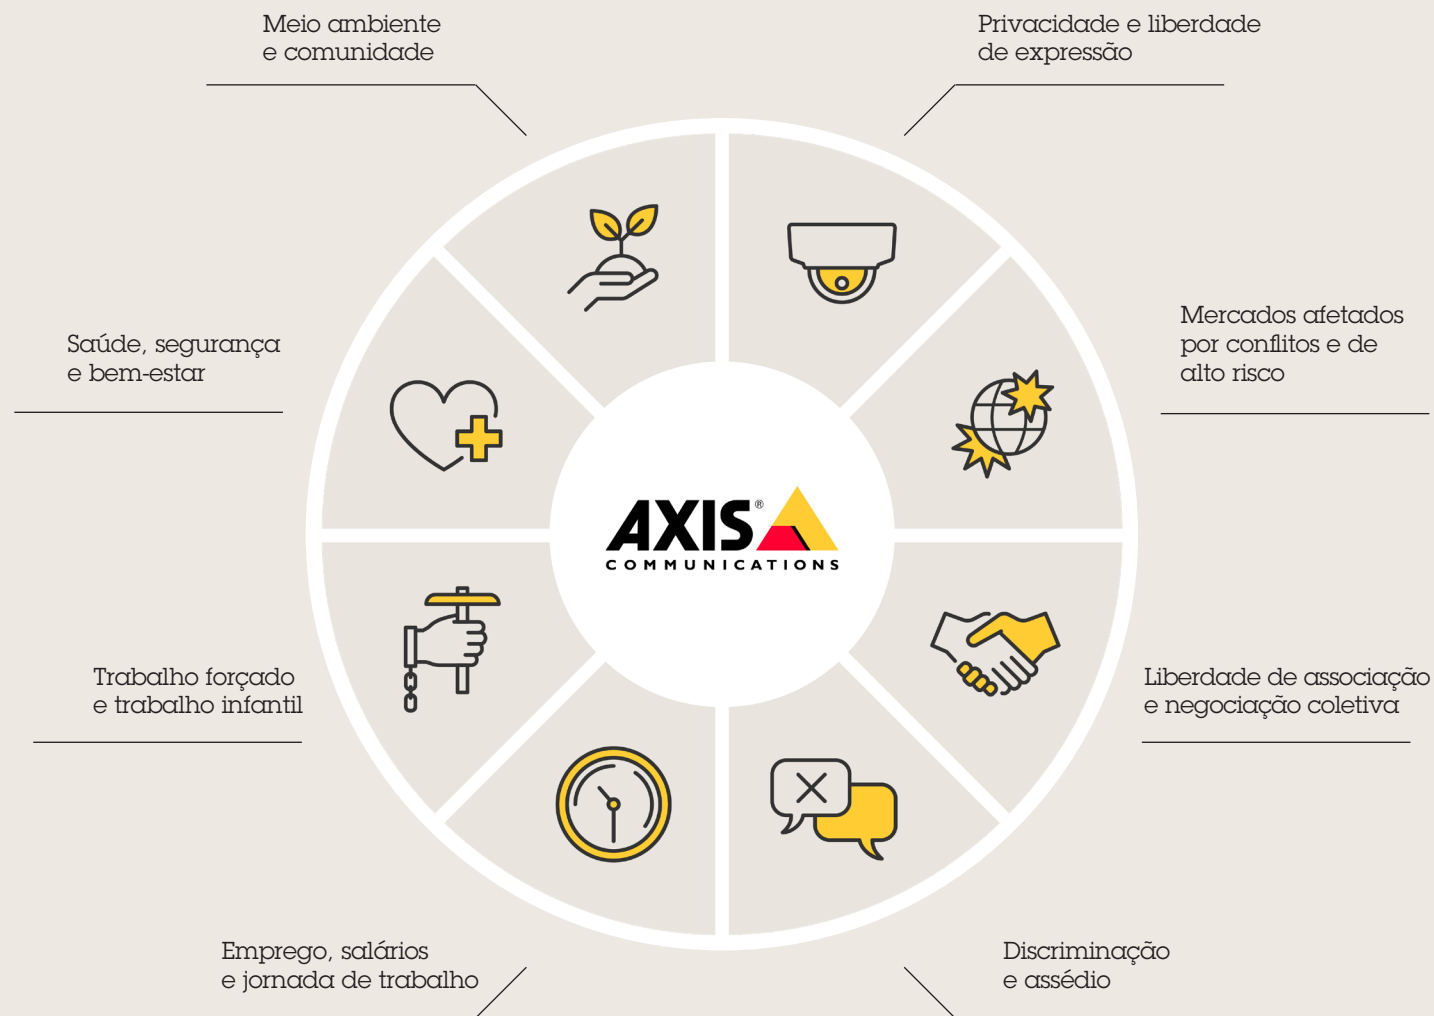 Meio ambiente
e comunidade
Privacidade e liberdade
de expressão
Mercados afetados
por conflitos e de
alto risco
Saúde, segurança
e bem-estar
AXIS®
COMMUNICATIONS
Trabalho forçado
e trabalho infantil
Liberdade de associação
e negociação coletiva
Emprego, salários
e jornada de trabalho
Discriminação
e assédio